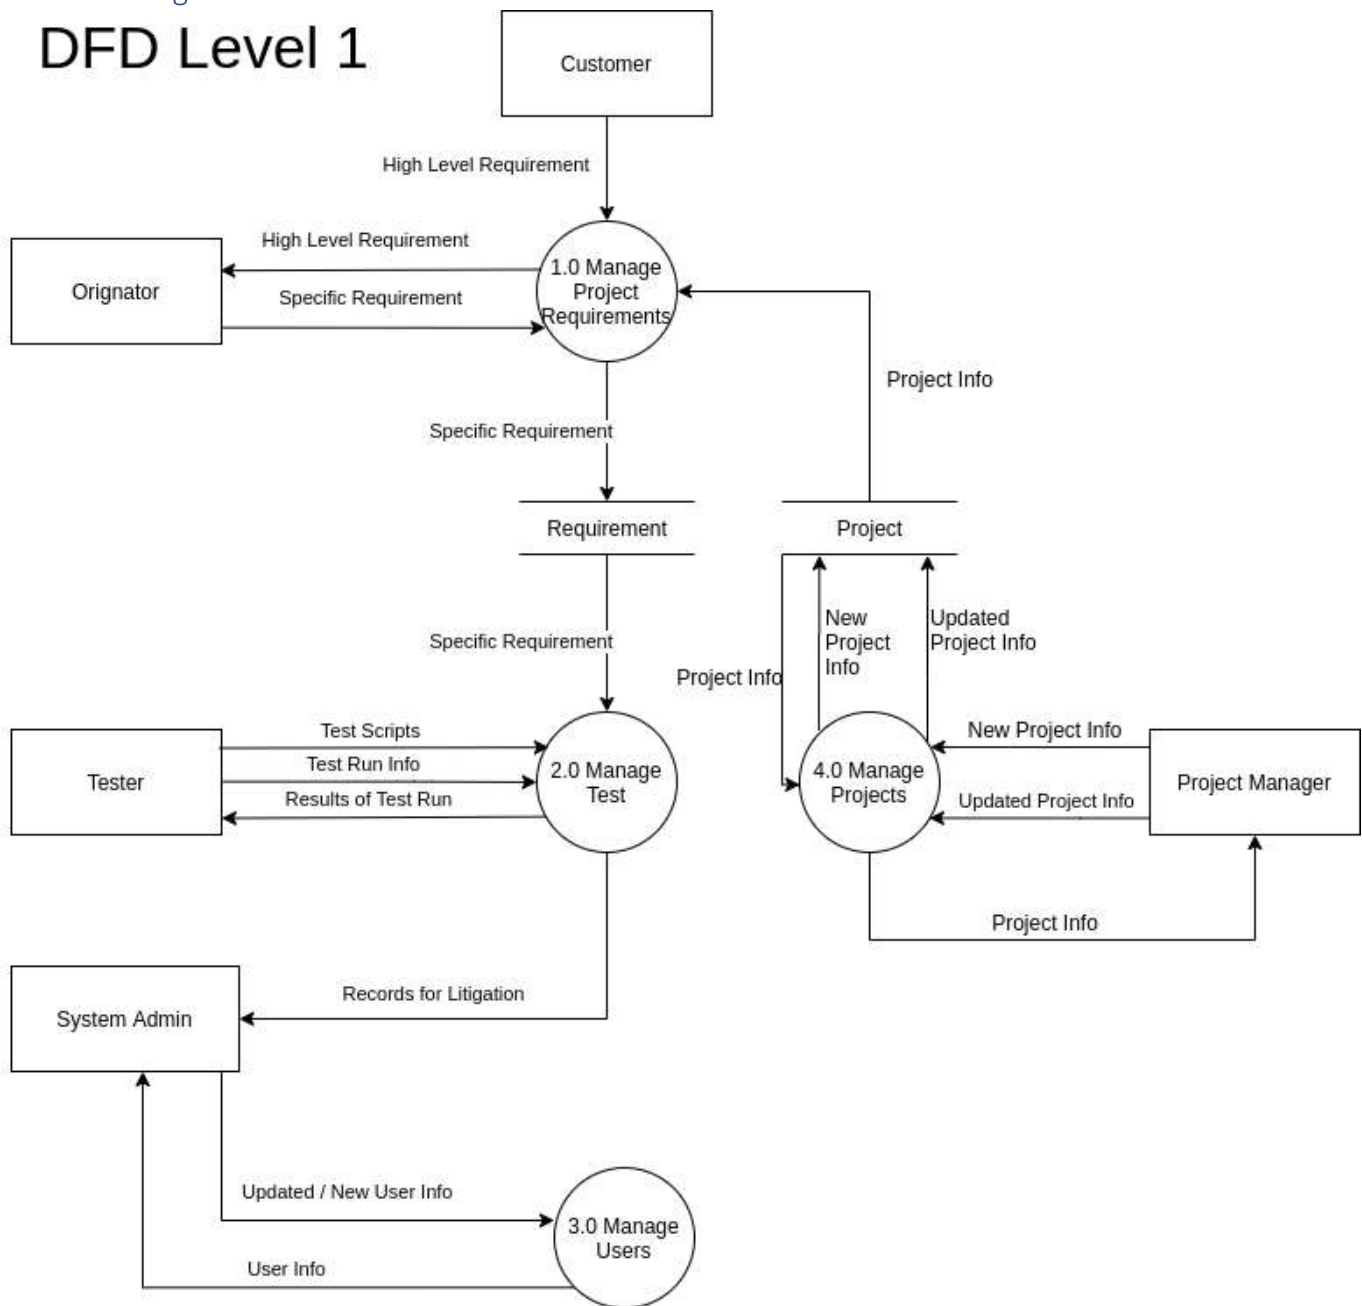 DFD Level 1
Customer
High Level Requirement
High Level Requirement
1.0 Manage
Project
Requirements
Orignator
Specific Requirement
Project Info
Specific Requirement
Requirement
Project
Specific Requirement
New
Project
Info
Updated
Project Info
Project Info
Test Scripts
Test Run Info
Results of Test Run
Tester
2.0 Manage
Test
4.0 Manage
Projects
New Project Info
Updated Project Info
Project Manager
Project Info
Records for Litigation
System Admin
Updated / New User Info
3.0 Manage
Users
User Info